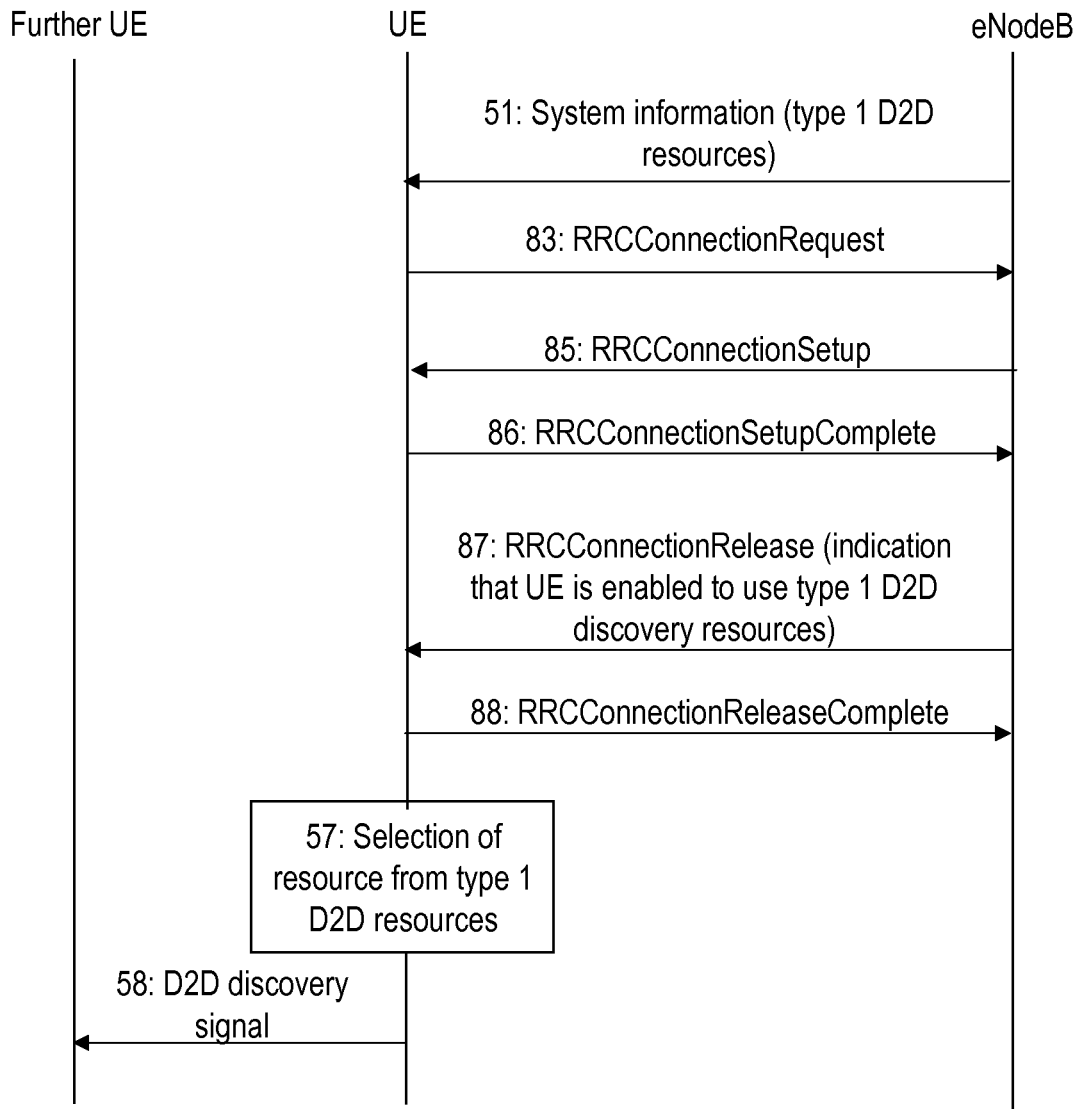 Further UE
UE
eNodeB
51: System information (type 1 D2D
resources)
83: RRCConnectionRequest
85: RRCConnectionSetup
86: RRCConnectionSetupComplete
87: RRCConnectionRelease (indication
that UE is enabled to use type 1 D2D
discovery resources)
88: RRCConnectionReleaseComplete
57: Selection of
resource from type 1
D2D resources
58: D2D discovery
signal